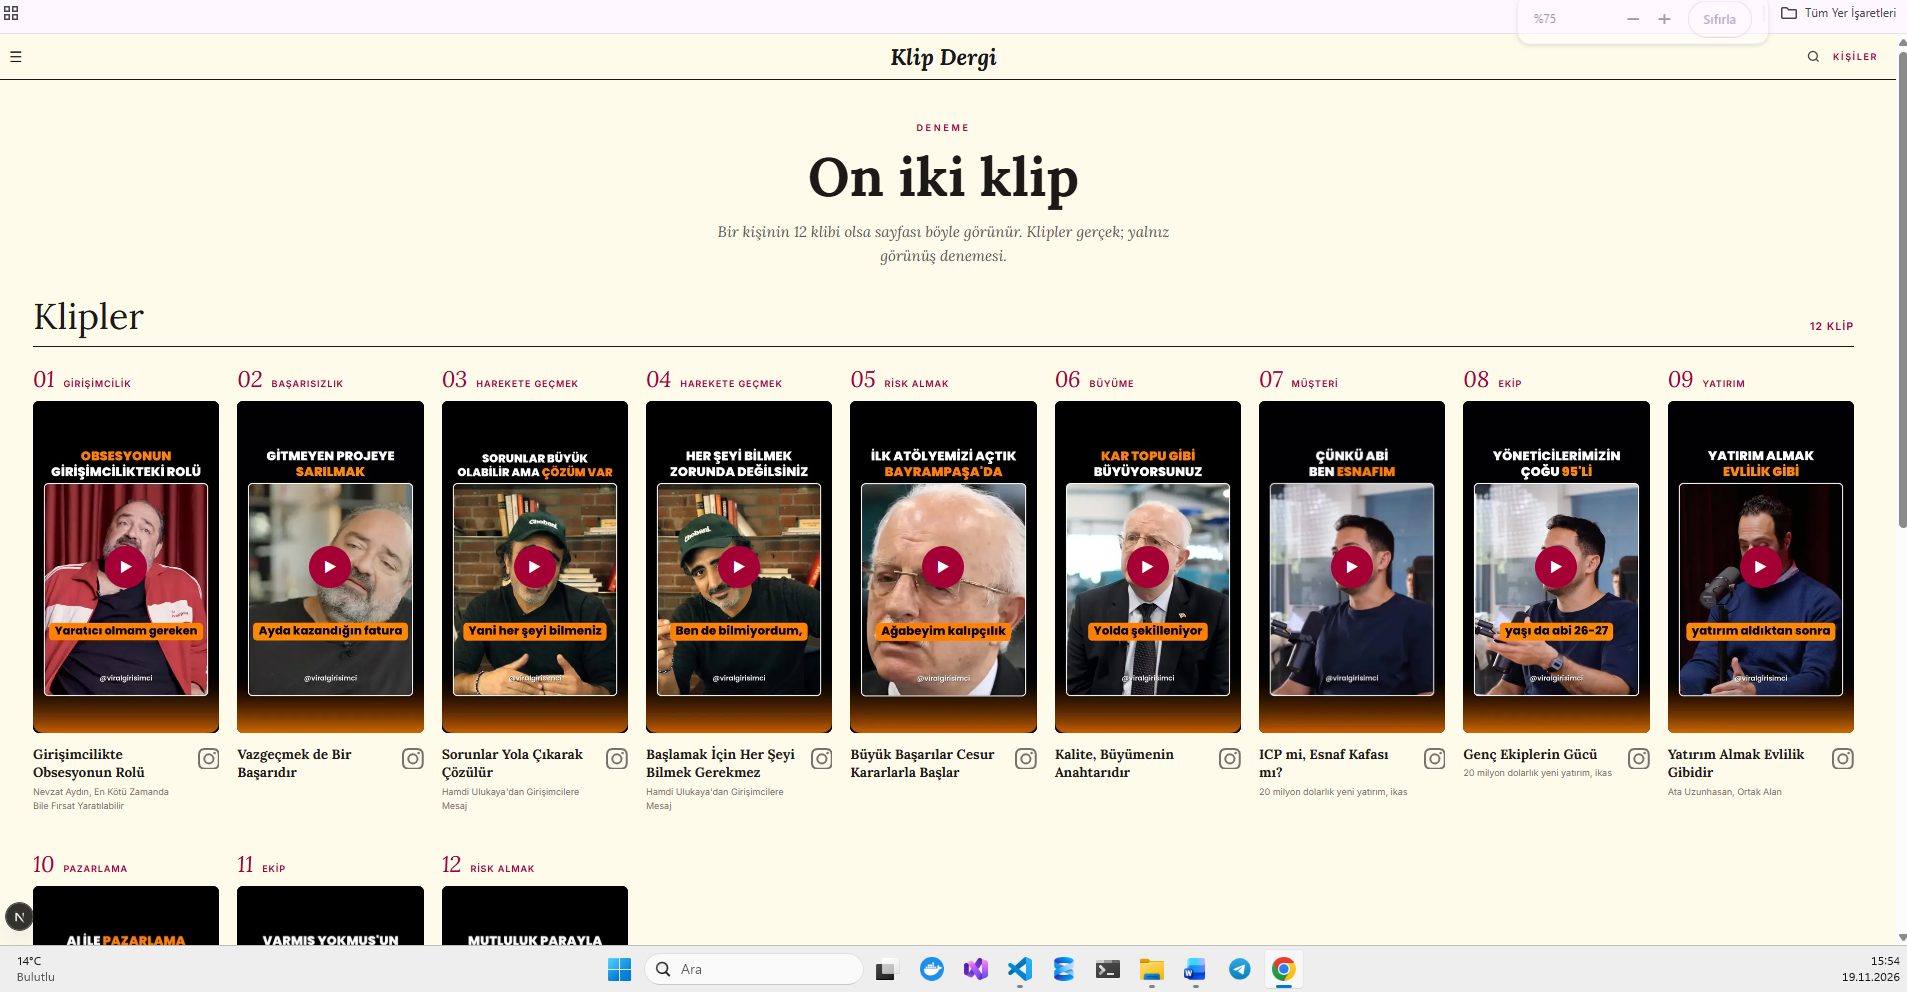 %75
Sıfırla
Tüm Yer İşaretleri
Klip Dergi
KİŞİLER
DENEME
On iki klip
Bir kişinin 12 klibi olsa sayfası böyle görünür. Klipler gerçek; yalnız
görünüş denemesi.
Klipler
12 KLİP
01 GİRİŞİMCİLİK
OBSESYONUN
GİRİŞİMCİLİKTEKİ ROLÜ
Yaratıcı olmam gereken
@viralgirisimci
Girişimcilikte
Obsesyonun Rolü
Nevzat Aydın, En Kötü Zamanda
Bile Fırsat Yaratılabilir
02 BAŞARISIZLIK
GİTMEYEN PROJEYE
SARILMAK
Ayda kazandığın fatura
@viralgirisimci
Vazgeçmek de Bir
Başarıdır
03 HAREKETE GEÇMEK
SORUNLAR BÜYÜK
OLABİLİR AMA ÇÖZÜM VAR
Chobani
Yani her şeyi bilmeniz
@viralgirisimci
Sorunlar Yola Çıkarak
Çözülür
Hamdi Ulukaya'dan Girişimcilere
Mesaj
04 HAREKETE GEÇMEK
HER ŞEYİ BİLMEK
ZORUNDA DEĞİLSİNİZ
Chobani
Ben de bilmiyordum,
@viralgirisimci
Başlamak İçin Her Şeyi
Bilmek Gerekmez
Hamdi Ulukaya'dan Girişimcilere
Mesaj
05 RİSK ALMAK
İLK ATÖLYEMİZİ AÇTIK
BAYRAMPAŞA'DA
Ağabeyim kalıpçılık
@viralgirisimci
Büyük Başarılar Cesur
Kararlarla Başlar
06 BÜYÜME
KAR TOPU GİBİ
BÜYÜYORSUNUZ
Yolda şekilleniyor
@viralgirisimci
Kalite, Büyümenin
Anahtarıdır
07 MÜŞTERİ
ÇÜNKÜ ABİ
BEN ESNAFIM
@viralgirisimci
ICP mi, Esnaf Kafası
mı?
20 milyon dolarlık yeni yatırım, ikas
08 EKİP
YÖNETİCİLERİMİZİN
ÇOĞU 95'Lİ
yaşı da abi 26-27
@viralgirisimci
Genç Ekiplerin Gücü
20 milyon dolarlık yeni yatırım, ikas
09 YATIRIM
YATIRIM ALMAK
EVLİLİK GİBİ
yatırım aldıktan sonra
@viralgirisimci
Yatırım Almak Evlilik
Gibidir
Ata Uzunhasan, Ortak Alan
10 PAZARLAMA
AI İLE PAZARLAMA
11 EKİP
VARMIŞ YOKMUŞ'UN
12 RİSK ALMAK
MUTLULUK PARAYLA
N
14°C
Bulutlu
Ara
15:54
19.11.2026